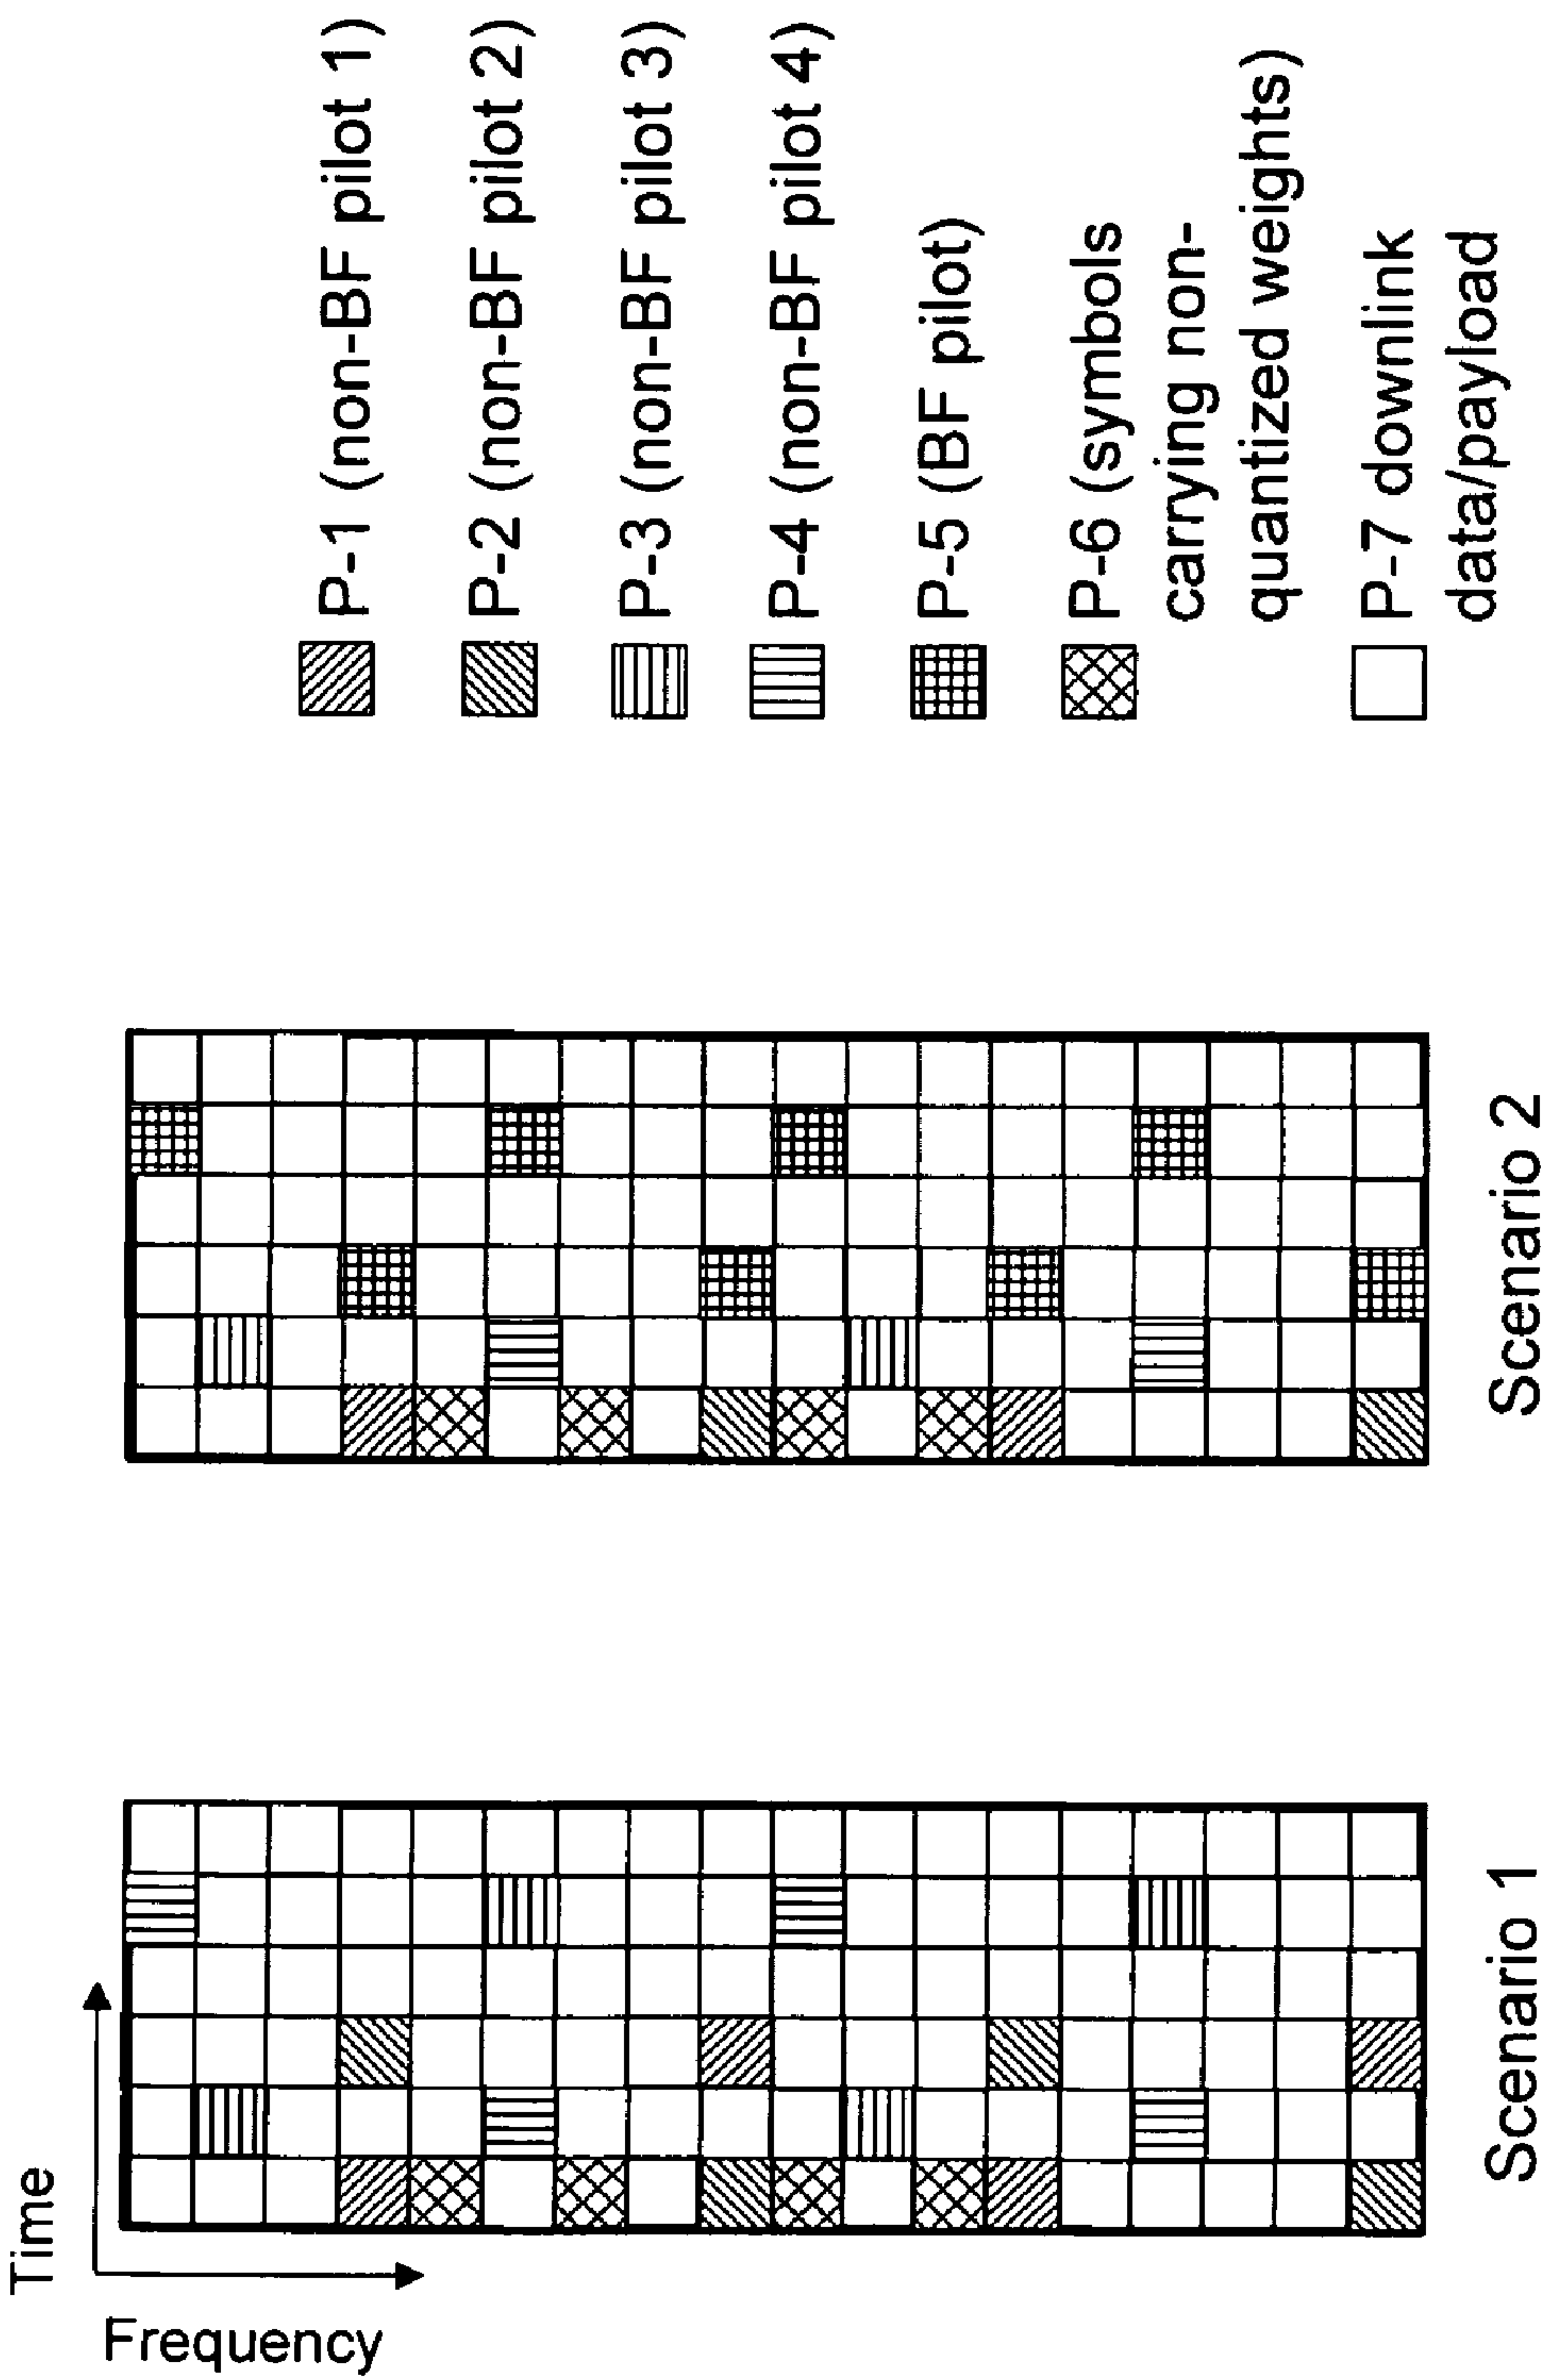 Time
Frequency
Scenario 1
Scenario 2
P-1 (non-BF pilot 1)
P-2 (non-BF pilot 2)
P-3 (non-BF pilot 3)
P-4 (non-BF pilot 4)
P-5 (BF pilot)
P-6 (symbols
carrying non-
quantized weights)
P-7 downlink
data/payload